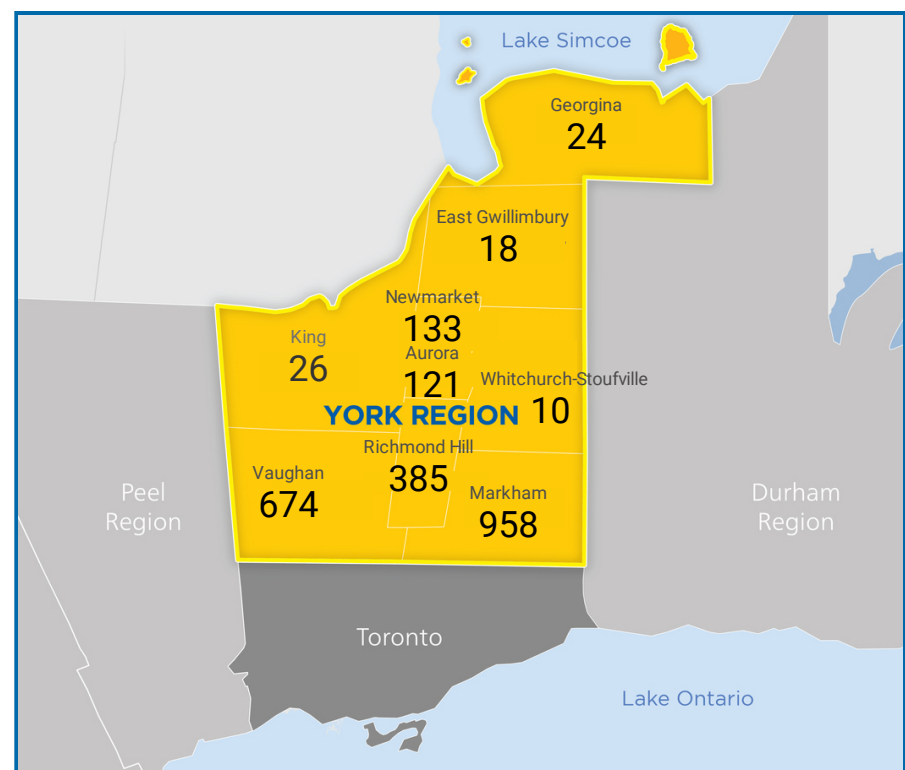 Lake Simcoe
Georgina
24
East Gwillimbury
18
Newmarket
133
King
26
Aurora
121
Whitchurch-Stoufville
10
YORK REGION
Richmond Hill
385
Vaughan
674
Markham
958
Peel
Region
Durham
Region
Toronto
Lake Ontario